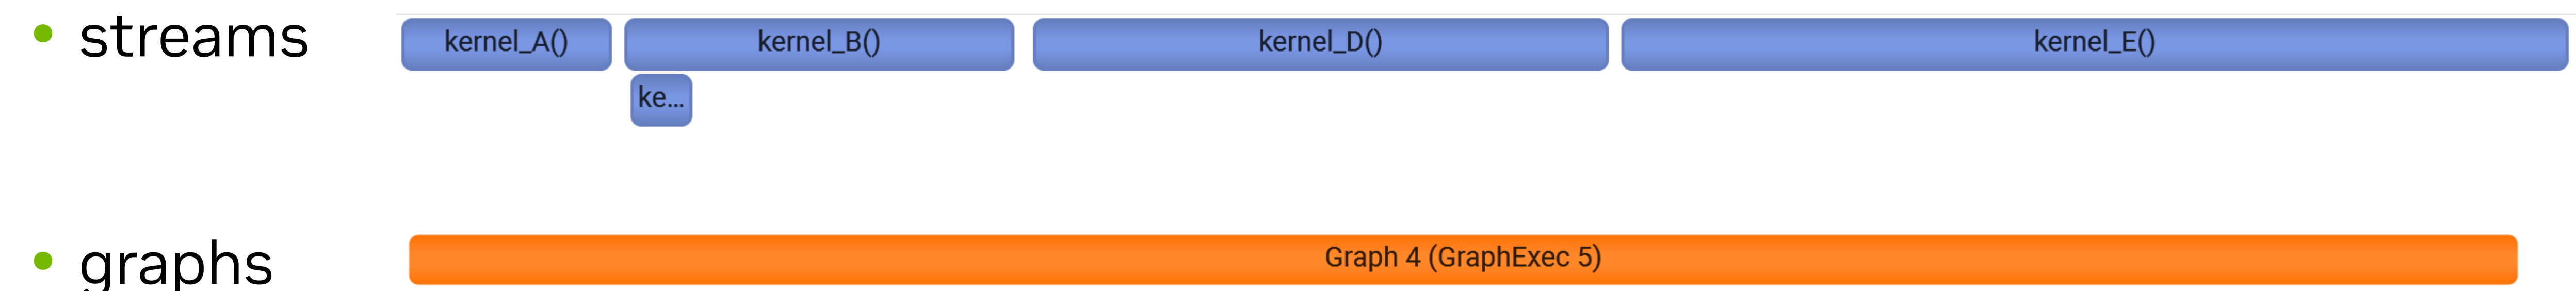 • streams
kernel_A() kernel_B() kernel_D() kernel_E()
ke...
• graphs
Graph 4 (GraphExec 5)